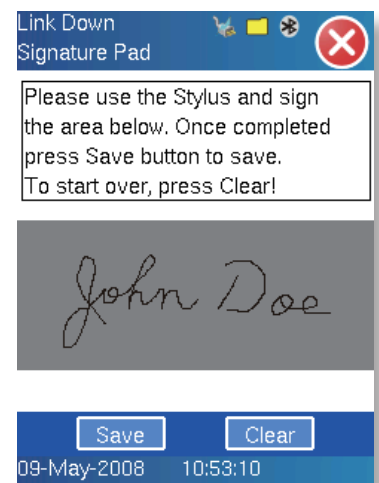 Link Down
Signature Pad
Please use the Stylus and sign
the area below. Once completed
press Save button to save.
To start over, press Clear!
John Doe
Save Clear
09-May-2008 10:53:10